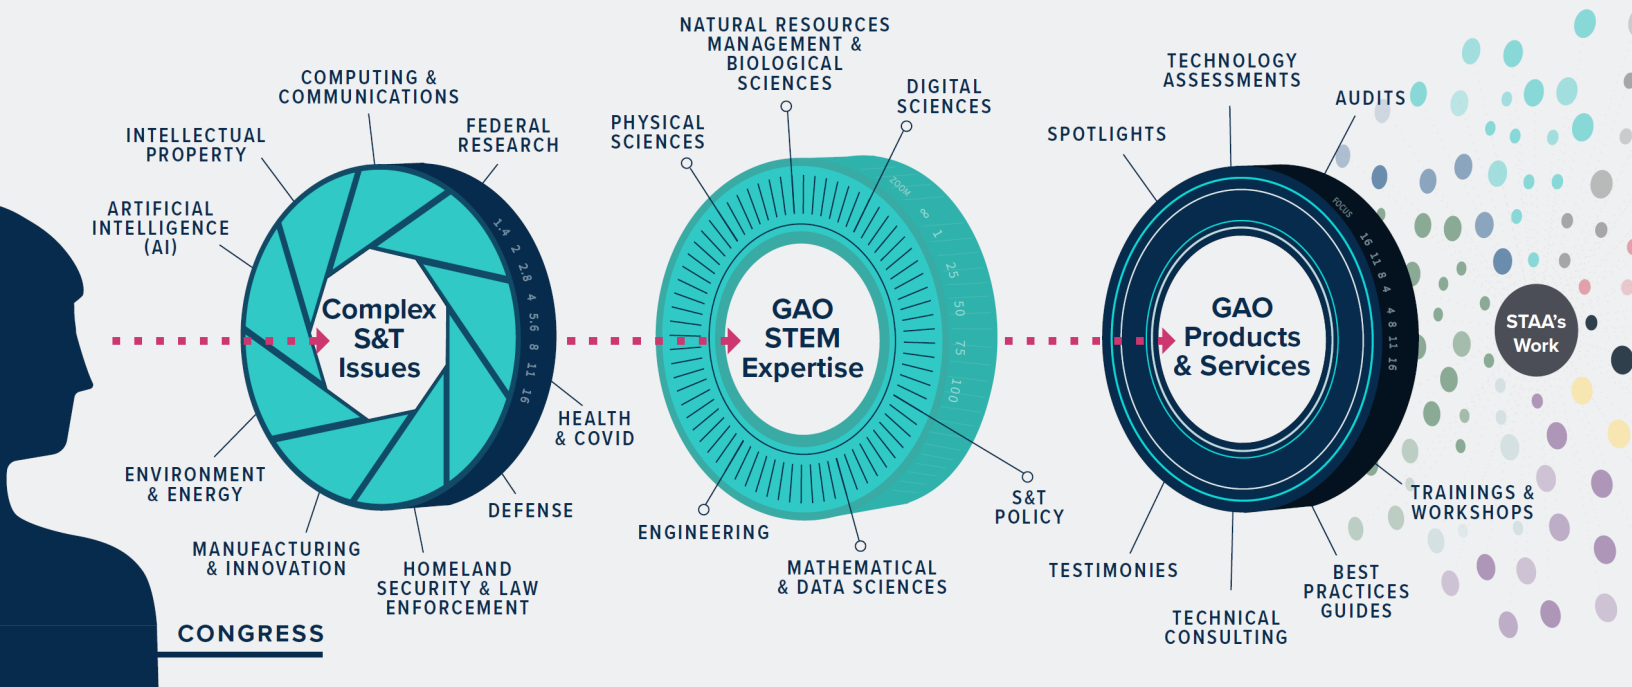 COMPUTING &
COMMUNICATIONS
INTELLECTUAL
PROPERTY
FEDERAL
RESEARCH
ARTIFICIAL
INTELLIGENCE
(AI)
1.4 2 2.8 4 5.6 8 11 16
Complex
S&T
Issues
HEALTH
& COVID
ENVIRONMENT
& ENERGY
DEFENSE
MANUFACTURING
& INNOVATION
HOMELAND
SECURITY & LAW
ENFORCEMENT
CONGRESS
NATURAL RESOURCES
MANAGEMENT &
BIOLOGICAL
SCIENCES
DIGITAL
SCIENCES
PHYSICAL
SCIENCES
ZOOM ∞ 1 25 50 75 100
GAO
STEM
Expertise
S&T
POLICY
ENGINEERING
MATHEMATICAL
& DATA SCIENCES
TECHNOLOGY
ASSESSMENTS
AUDITS
SPOTLIGHTS
FOCUS 16 11 8 4 4 8 11 16
GAO
Products
& Services
TRAININGS &
WORKSHOPS
TESTIMONIES
BEST
PRACTICES
GUIDES
TECHNICAL
CONSULTING
STAA's
Work